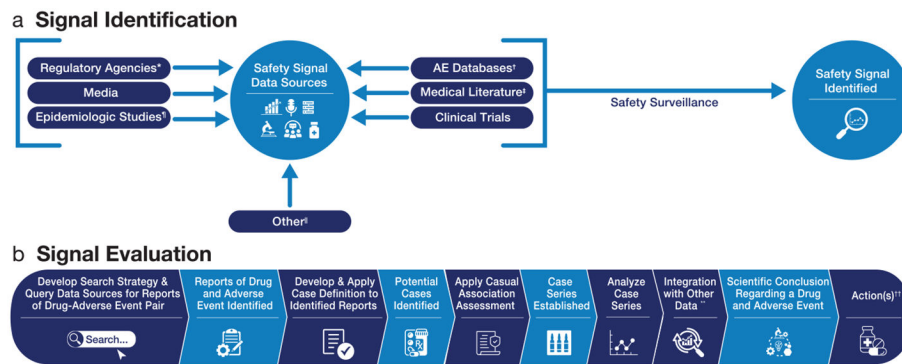 a Signal Identification
Regulatory Agencies*
Media
Epidemiologic Studies¶
Safety Signal
Data Sources
AE Databases†
Medical Literature‡
Clinical Trials
Other||
Safety Surveillance
Safety Signal
Identified
b Signal Evaluation
Develop Search Strategy &
Query Data Sources for Reports
of Drug-Adverse Event Pair
Search...
Reports of Drug
and Adverse
Event Identified
Develop & Apply
Case Definition to
Identified Reports
Potential
Cases
Identified
Rx
Apply Casual
Association
Assessment
Case
Series
Established
Analyze
Case
Series
Integration
with Other
Data**
Scientific Conclusion
Regarding a Drug
and Adverse Event
Action(s)††